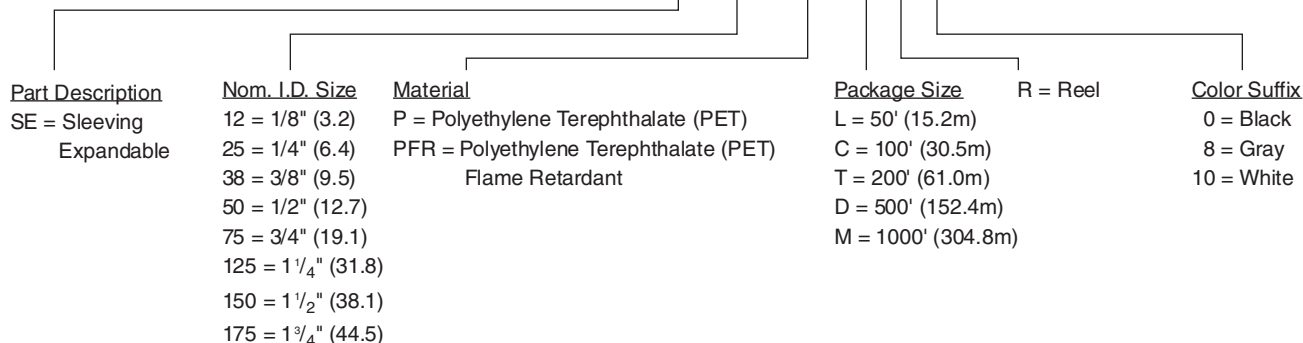 Part Description
SE = Sleeving
Expandable
Nom. I.D. Size
12 = 1/8" (3.2)
25 = 1/4" (6.4)
38 = 3/8" (9.5)
50 = 1/2" (12.7)
75 = 3/4" (19.1)
125 = 1 1/4" (31.8)
150 = 1 1/2" (38.1)
175 = 1 3/4" (44.5)
Material
P = Polyethylene Terephthalate (PET)
PFR = Polyethylene Terephthalate (PET)
Flame Retardant
Package Size
L = 50' (15.2m)
C = 100' (30.5m)
T = 200' (61.0m)
D = 500' (152.4m)
M = 1000' (304.8m)
R = Reel
Color Suffix
0 = Black
8 = Gray
10 = White